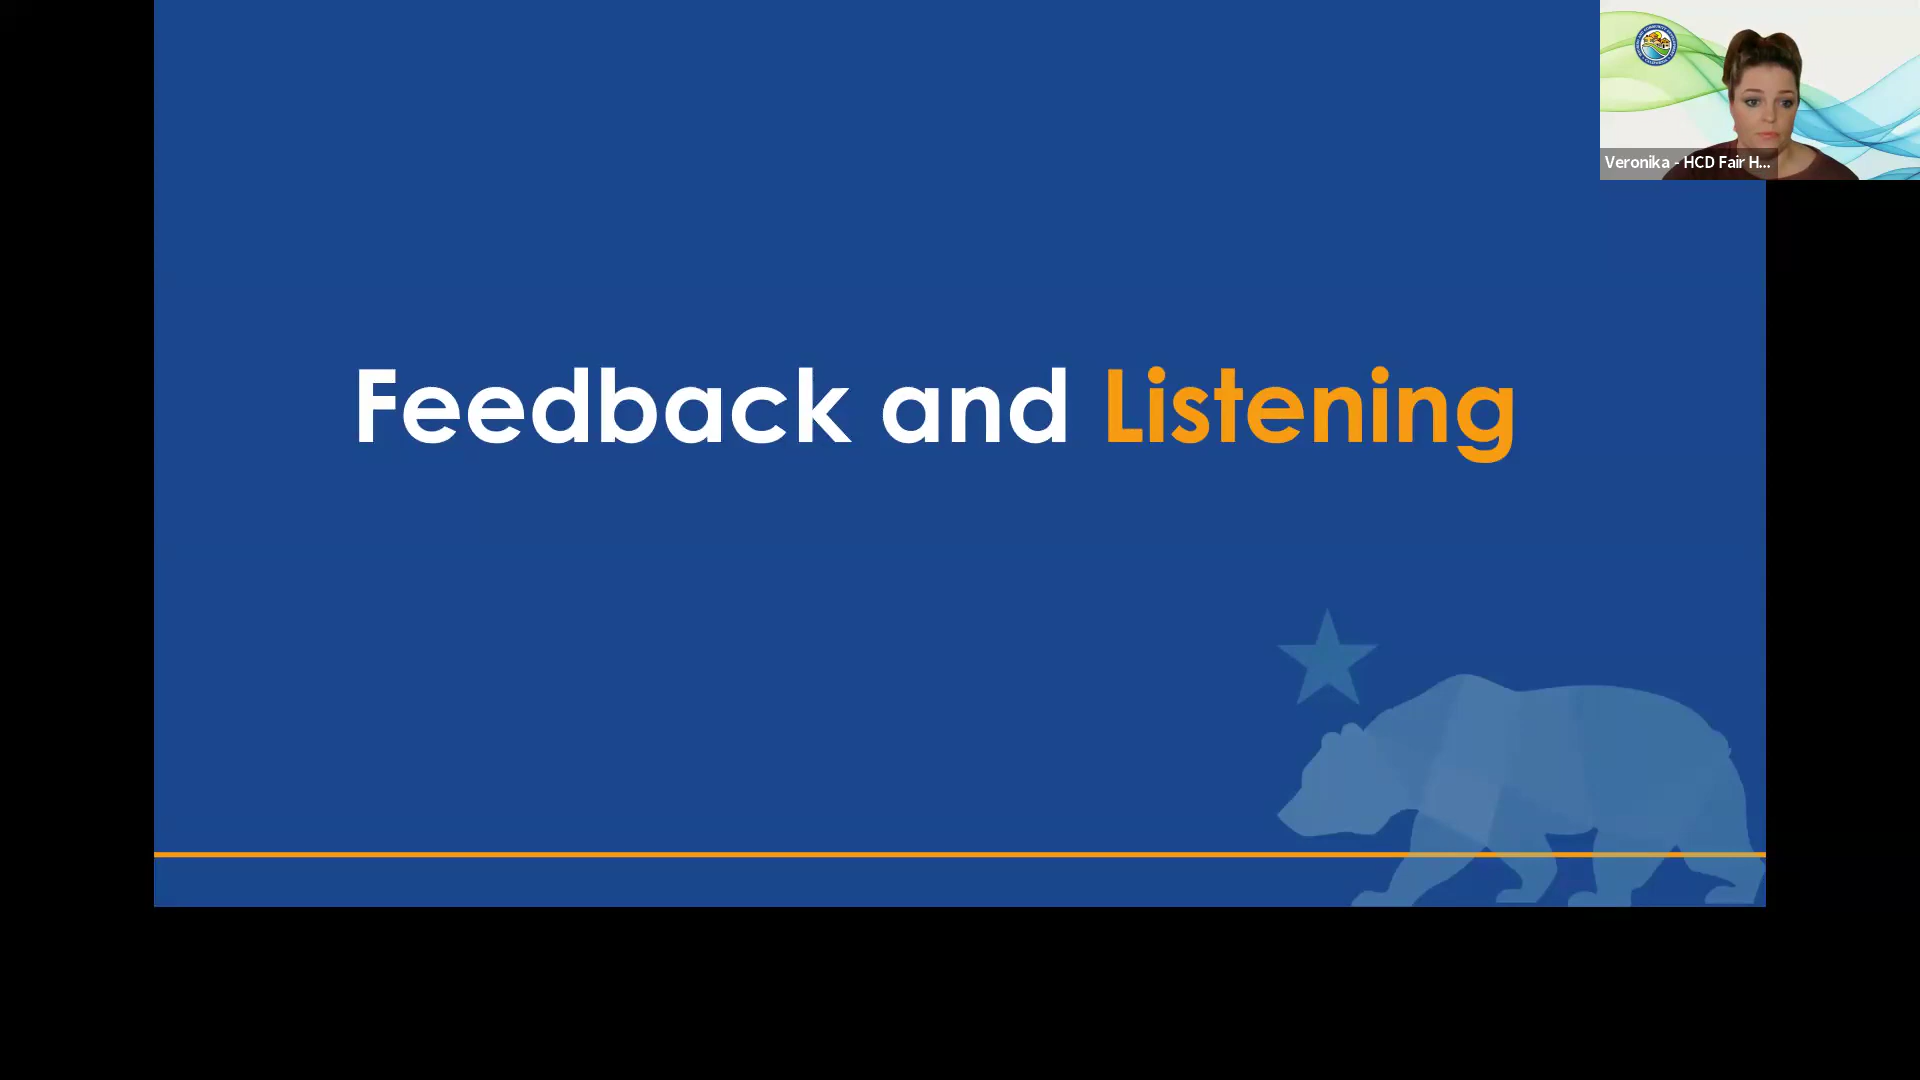 Feedback and Listening
Veronika - HCD Fair H...